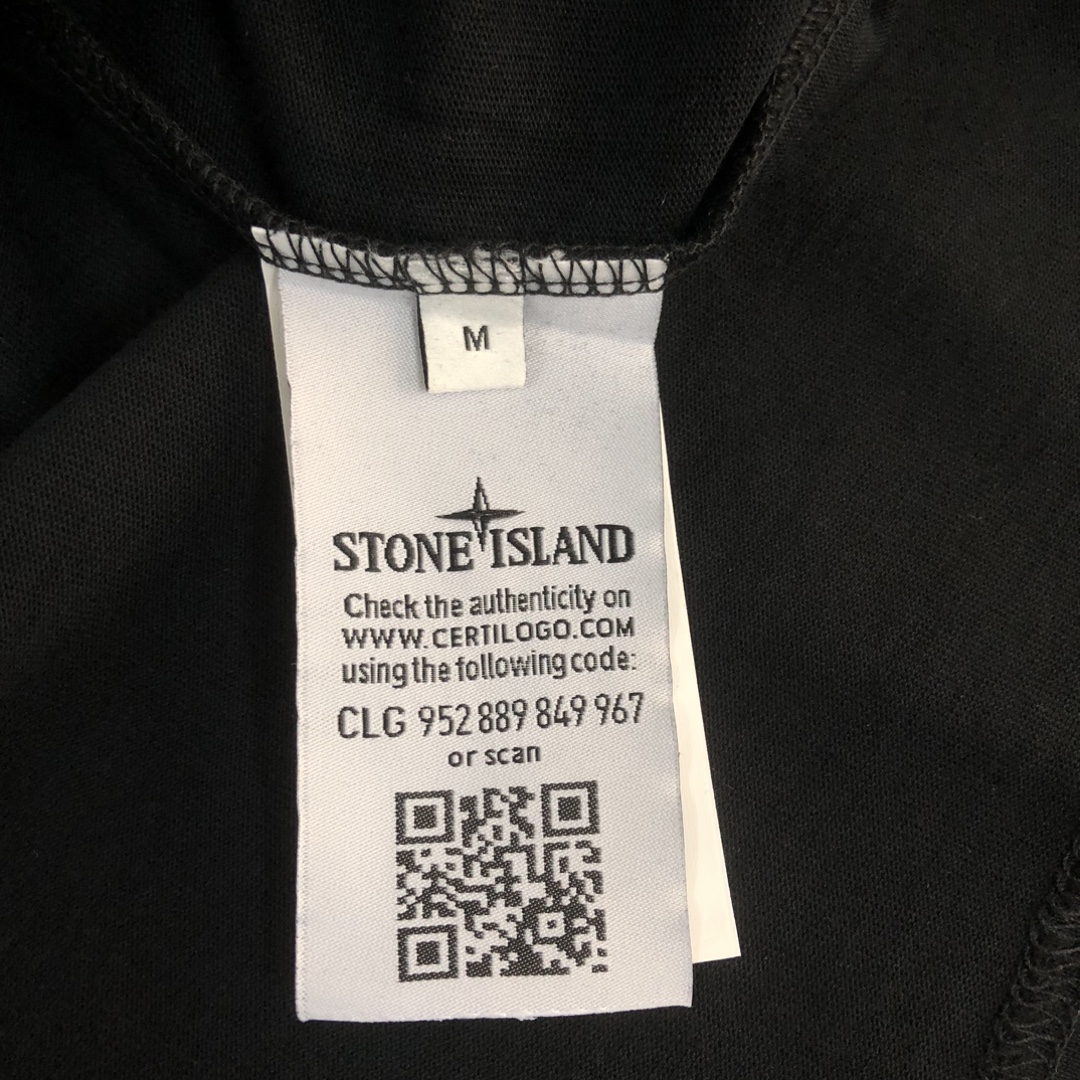 M
STONE ISLAND
Check the authenticity on
WWW.CERTILOGO.COM
using the following code:
CLG 952 889 849 967
or scan